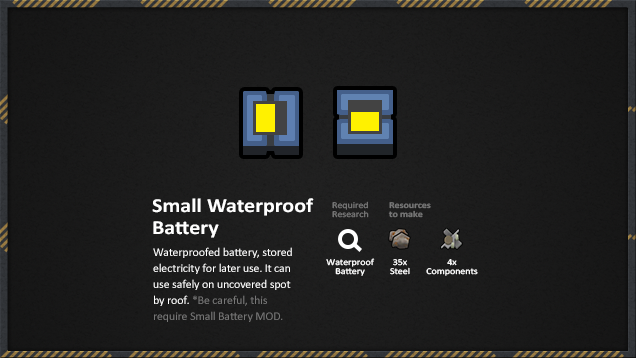 Small Waterproof
Battery
Waterproofed battery, stored
electricity for later use. It can
use safely on uncovered spot
by roof. *Be careful, this
require Small Battery MOD.
Required
Research
Resources
to make
Waterproof
Battery
35x
Steel
4x
Components